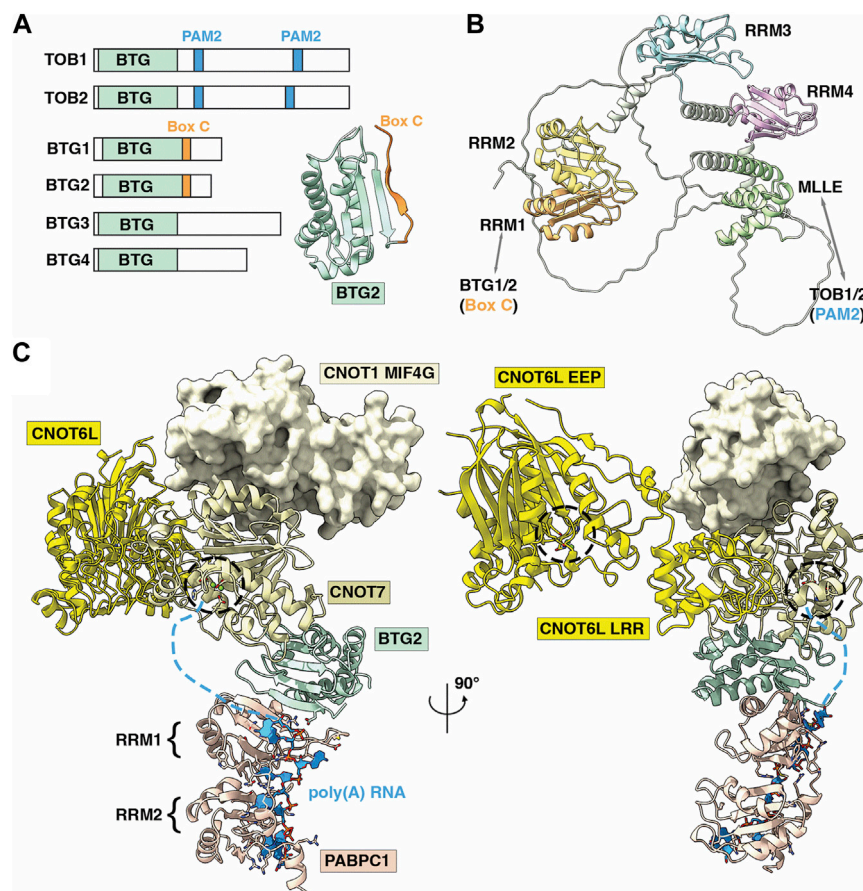 A
PAM2 PAM2
TOB1 BTG
TOB2 BTG
Box C
BTG1 BTG
BTG2 BTG
BTG3 BTG
BTG4 BTG
Box C
BTG2
B
RRM3
RRM4
RRM2
MLLE
RRM1
BTG1/2
(Box C)
TOB1/2
(PAM2)
C
CNOT1 MIF4G
CNOT6L
CNOT7
BTG2
RRM1 {
poly(A) RNA
RRM2 {
PABPC1
90°
CNOT6L EEP
CNOT6L LRR